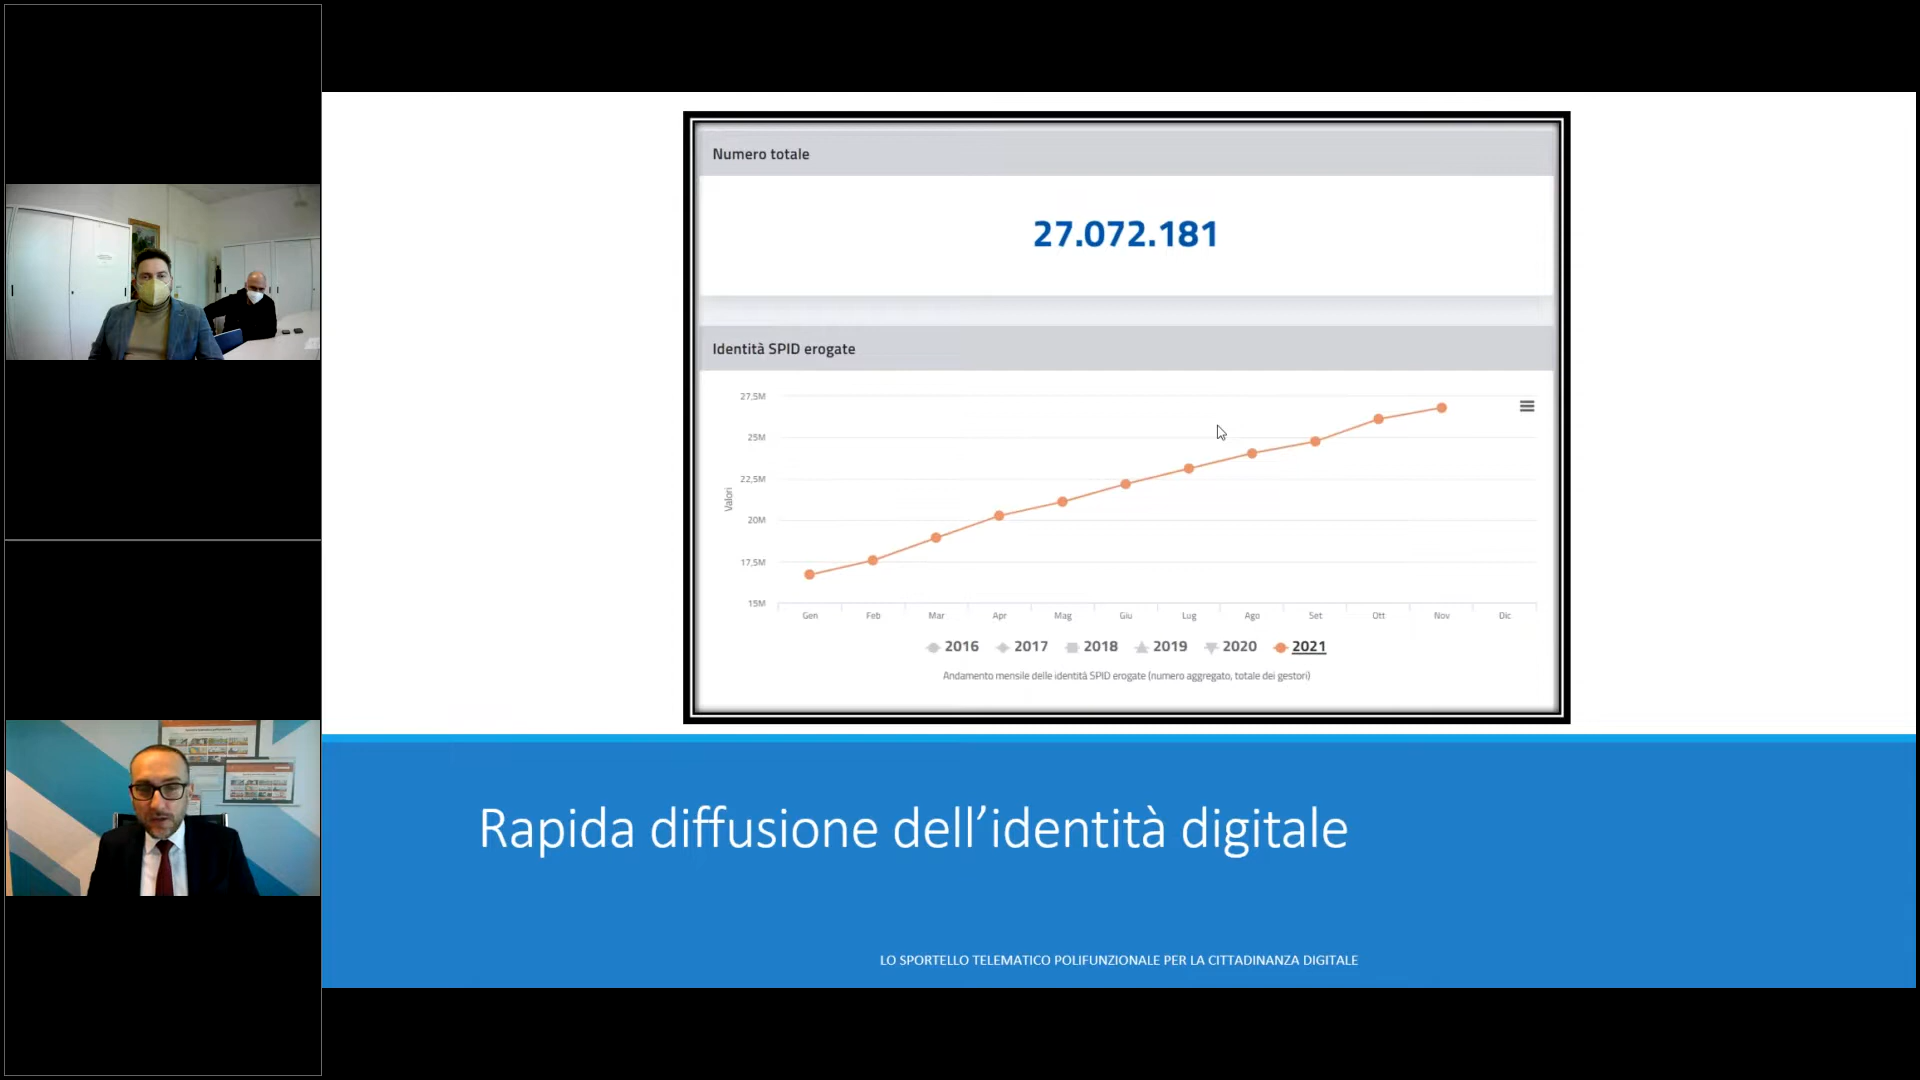 Numero totale
27.072.181
Identità SPID erogate
27,5M
25M
22,5M
20M
17,5M
15M
Valori
Gen Feb Mar Apr Mag Giu Lug Ago Set Ott Nov Dic
2016 2017 2018 2019 2020 2021
Andamento mensile delle identità SPID erogate (numero aggregato, totale dei gestori)
Rapida diffusione dell’identità digitale
LO SPORTELLO TELEMATICO POLIFUNZIONALE PER LA CITTADINANZA DIGITALE